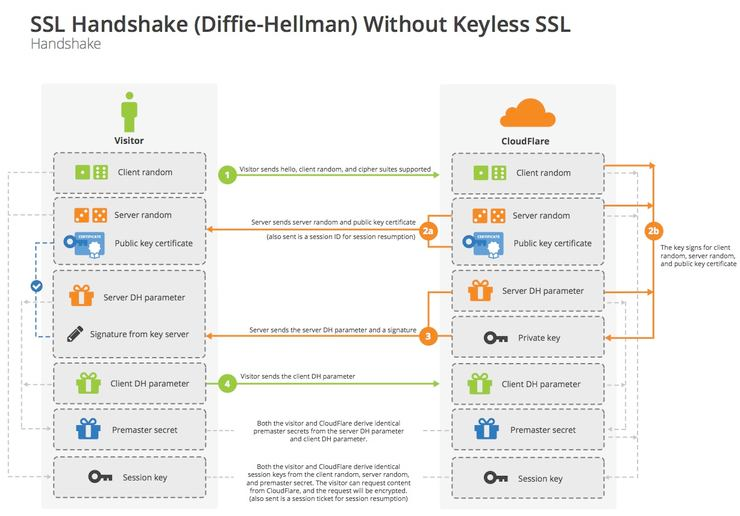 SSL Handshake (Diffie-Hellman) Without Keyless SSL
Handshake
Visitor
CloudFlare
Client random
1
Visitor sends hello, client random, and cipher suites supported
Client random
Server random
Public key certificate
CERTIFICATE
Server sends server random and public key certificate
(also sent is a session ID for session resumption)
2a
Server random
Public key certificate
CERTIFICATE
2b
The key signs for client
random, server random,
and public key certificate
Server DH parameter
Signature from key server
Server sends the server DH parameter and a signature
3
Server DH parameter
Private key
Client DH parameter
4
Visitor sends the client DH parameter
Client DH parameter
Premaster secret
Both the visitor and CloudFlare derive identical
premaster secrets from the server DH parameter
and client DH parameter.
Premaster secret
Session key
Both the visitor and CloudFlare derive identical
session keys from the client random, server random,
and premaster secret. The visitor can request content
from CloudFlare, and the request will be encrypted.
(also sent is a session ticket for session resumption)
Session key